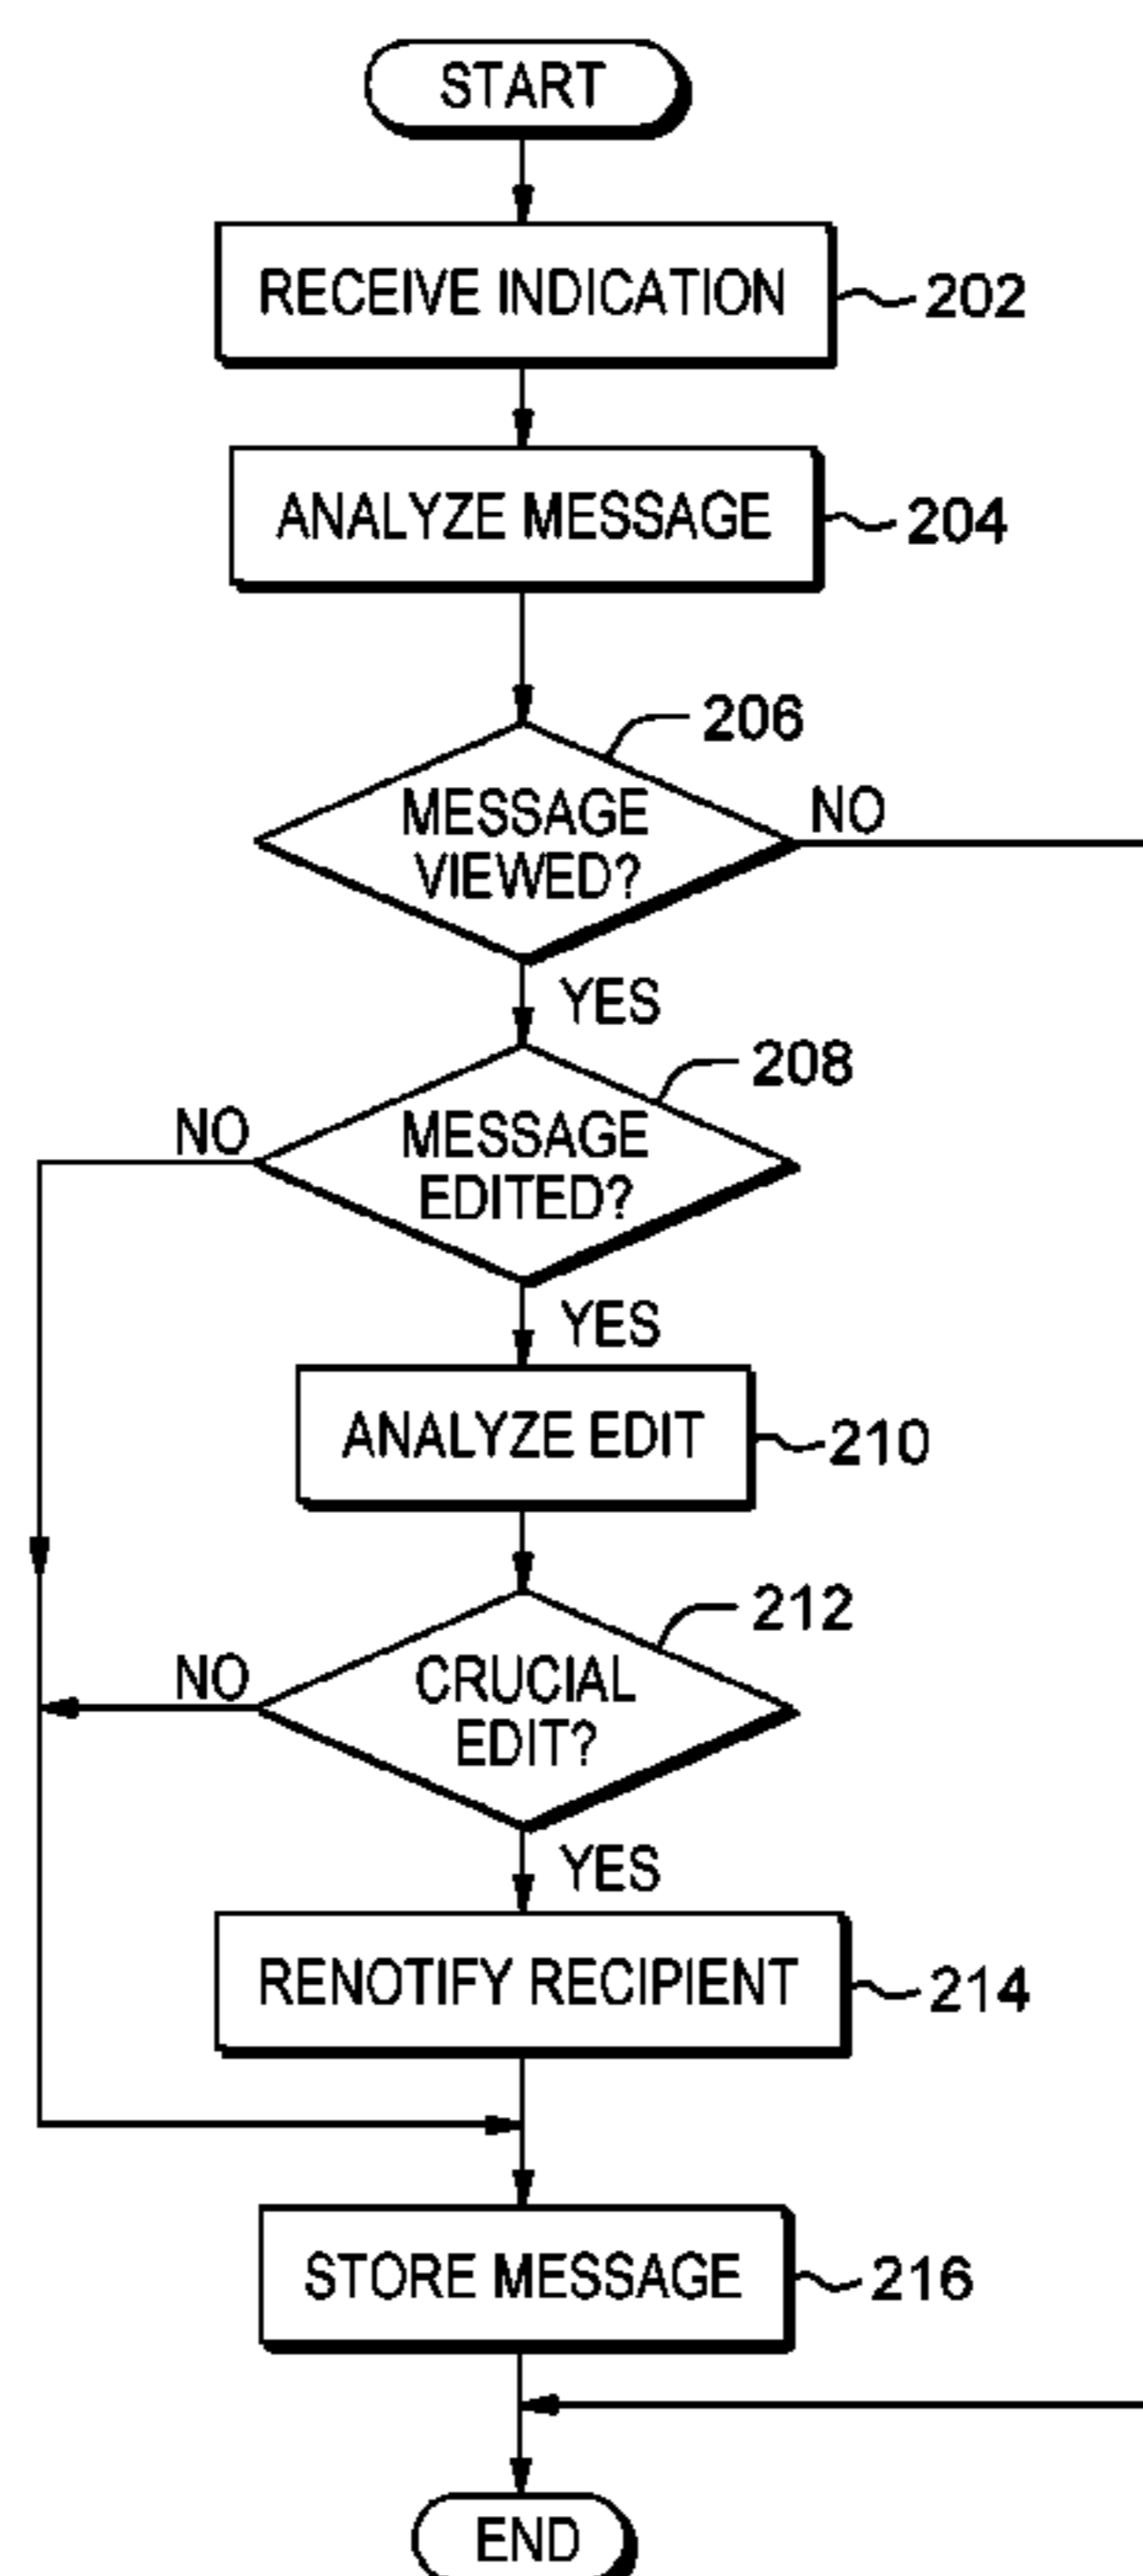 START
RECEIVE INDICATION
202
ANALYZE MESSAGE
204
206
MESSAGE
VIEWED?
NO
YES
208
NO
MESSAGE
EDITED?
YES
ANALYZE EDIT
210
212
NO
CRUCIAL
EDIT?
YES
RENOTIFY RECIPIENT
214
STORE MESSAGE
216
END